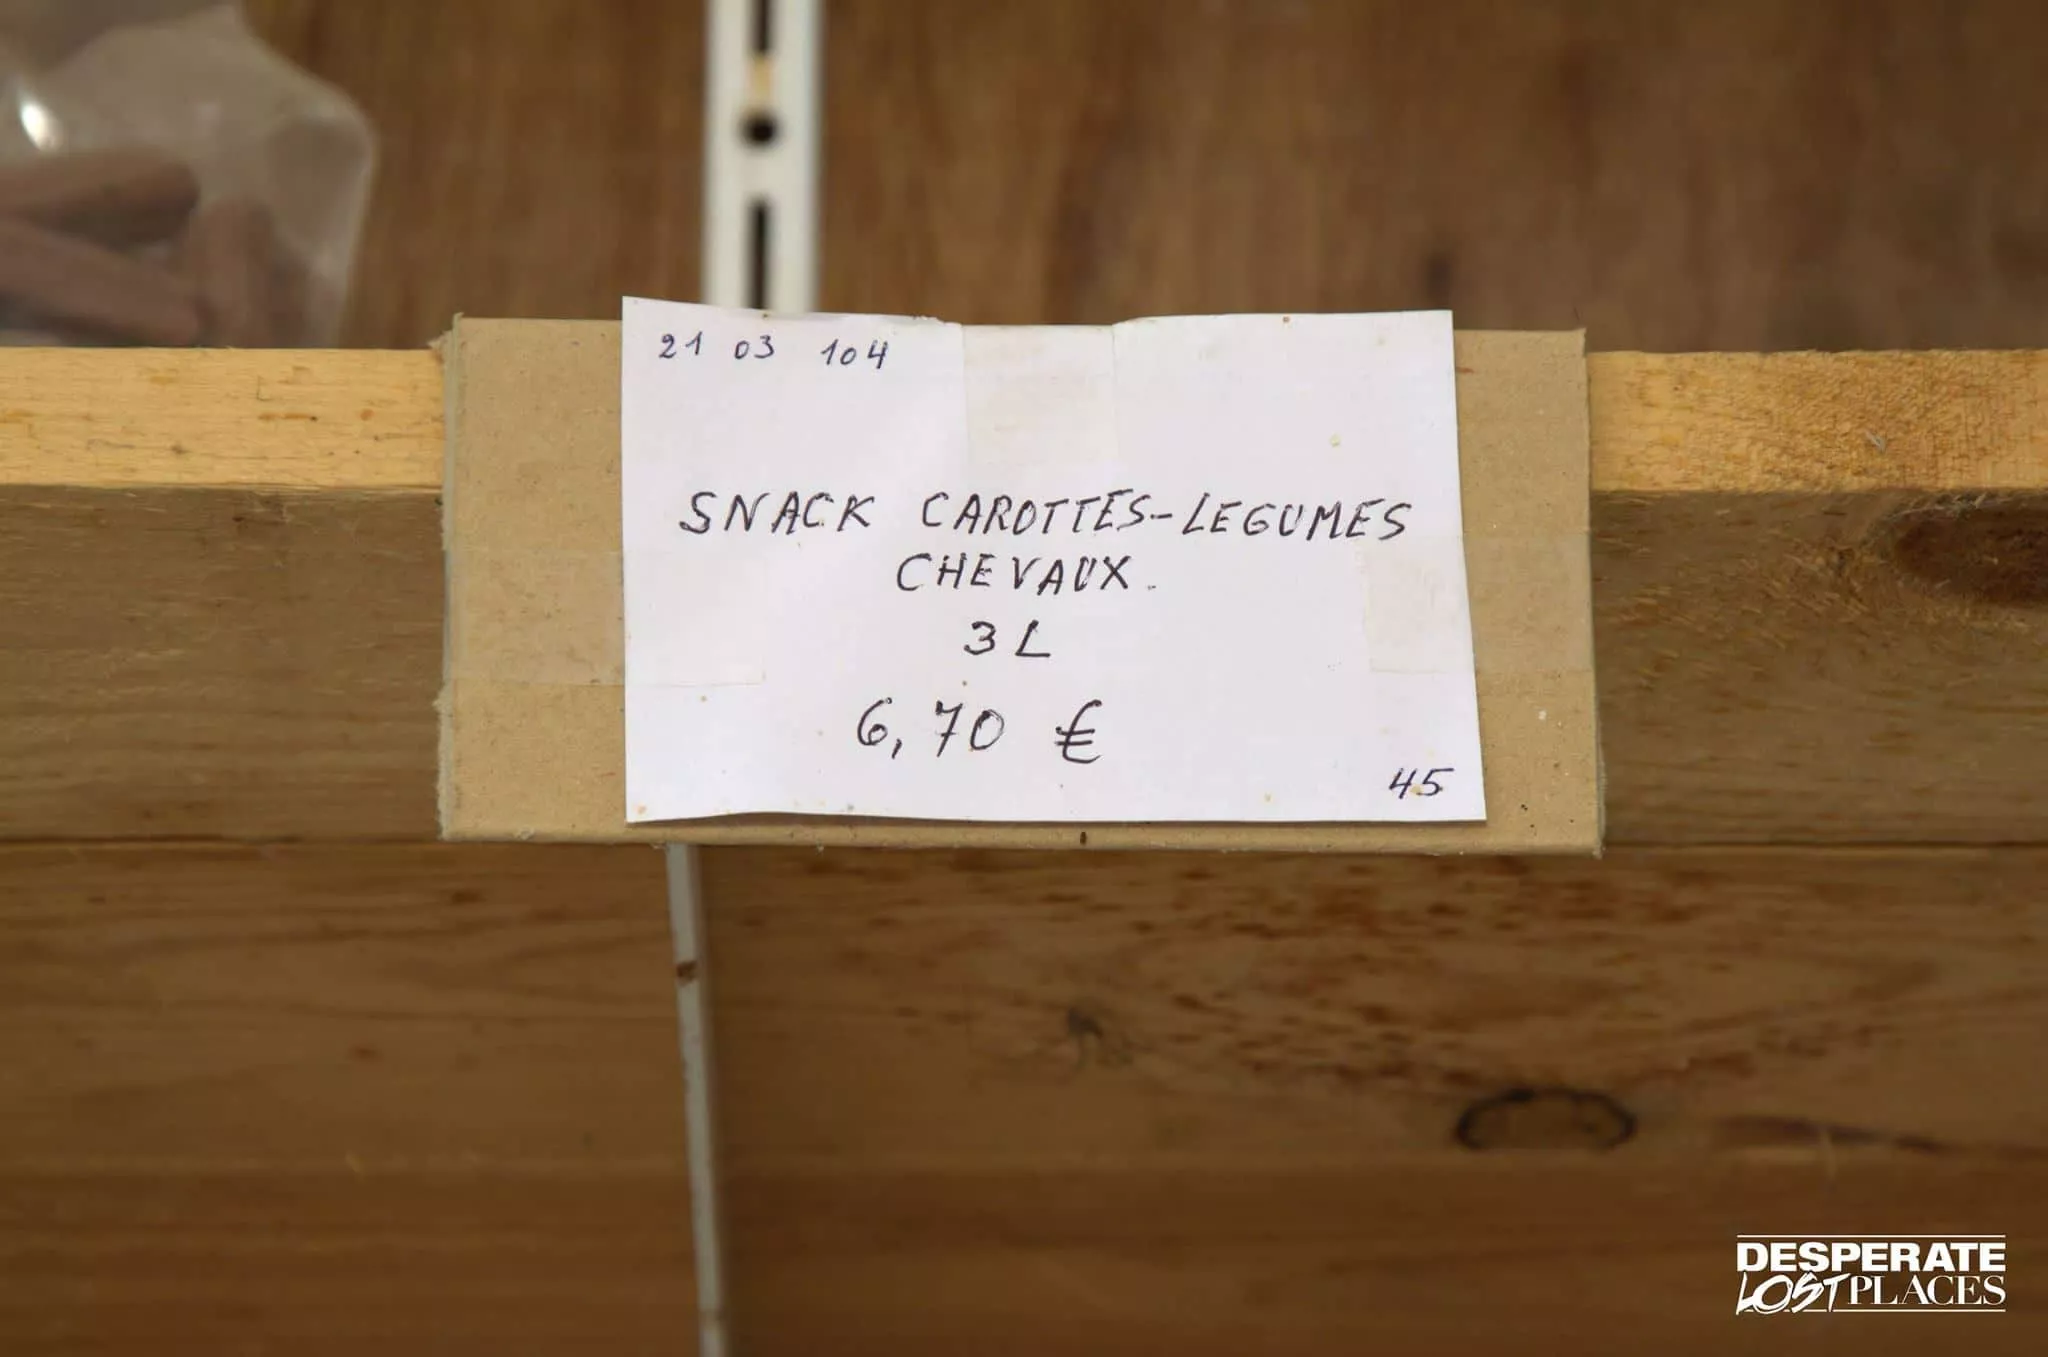 21 03 104
SNACK CAROTTES-LEGUMES
CHEVAUX.
3 L
6,70 €
45
DESPERATE
LOST PLACES